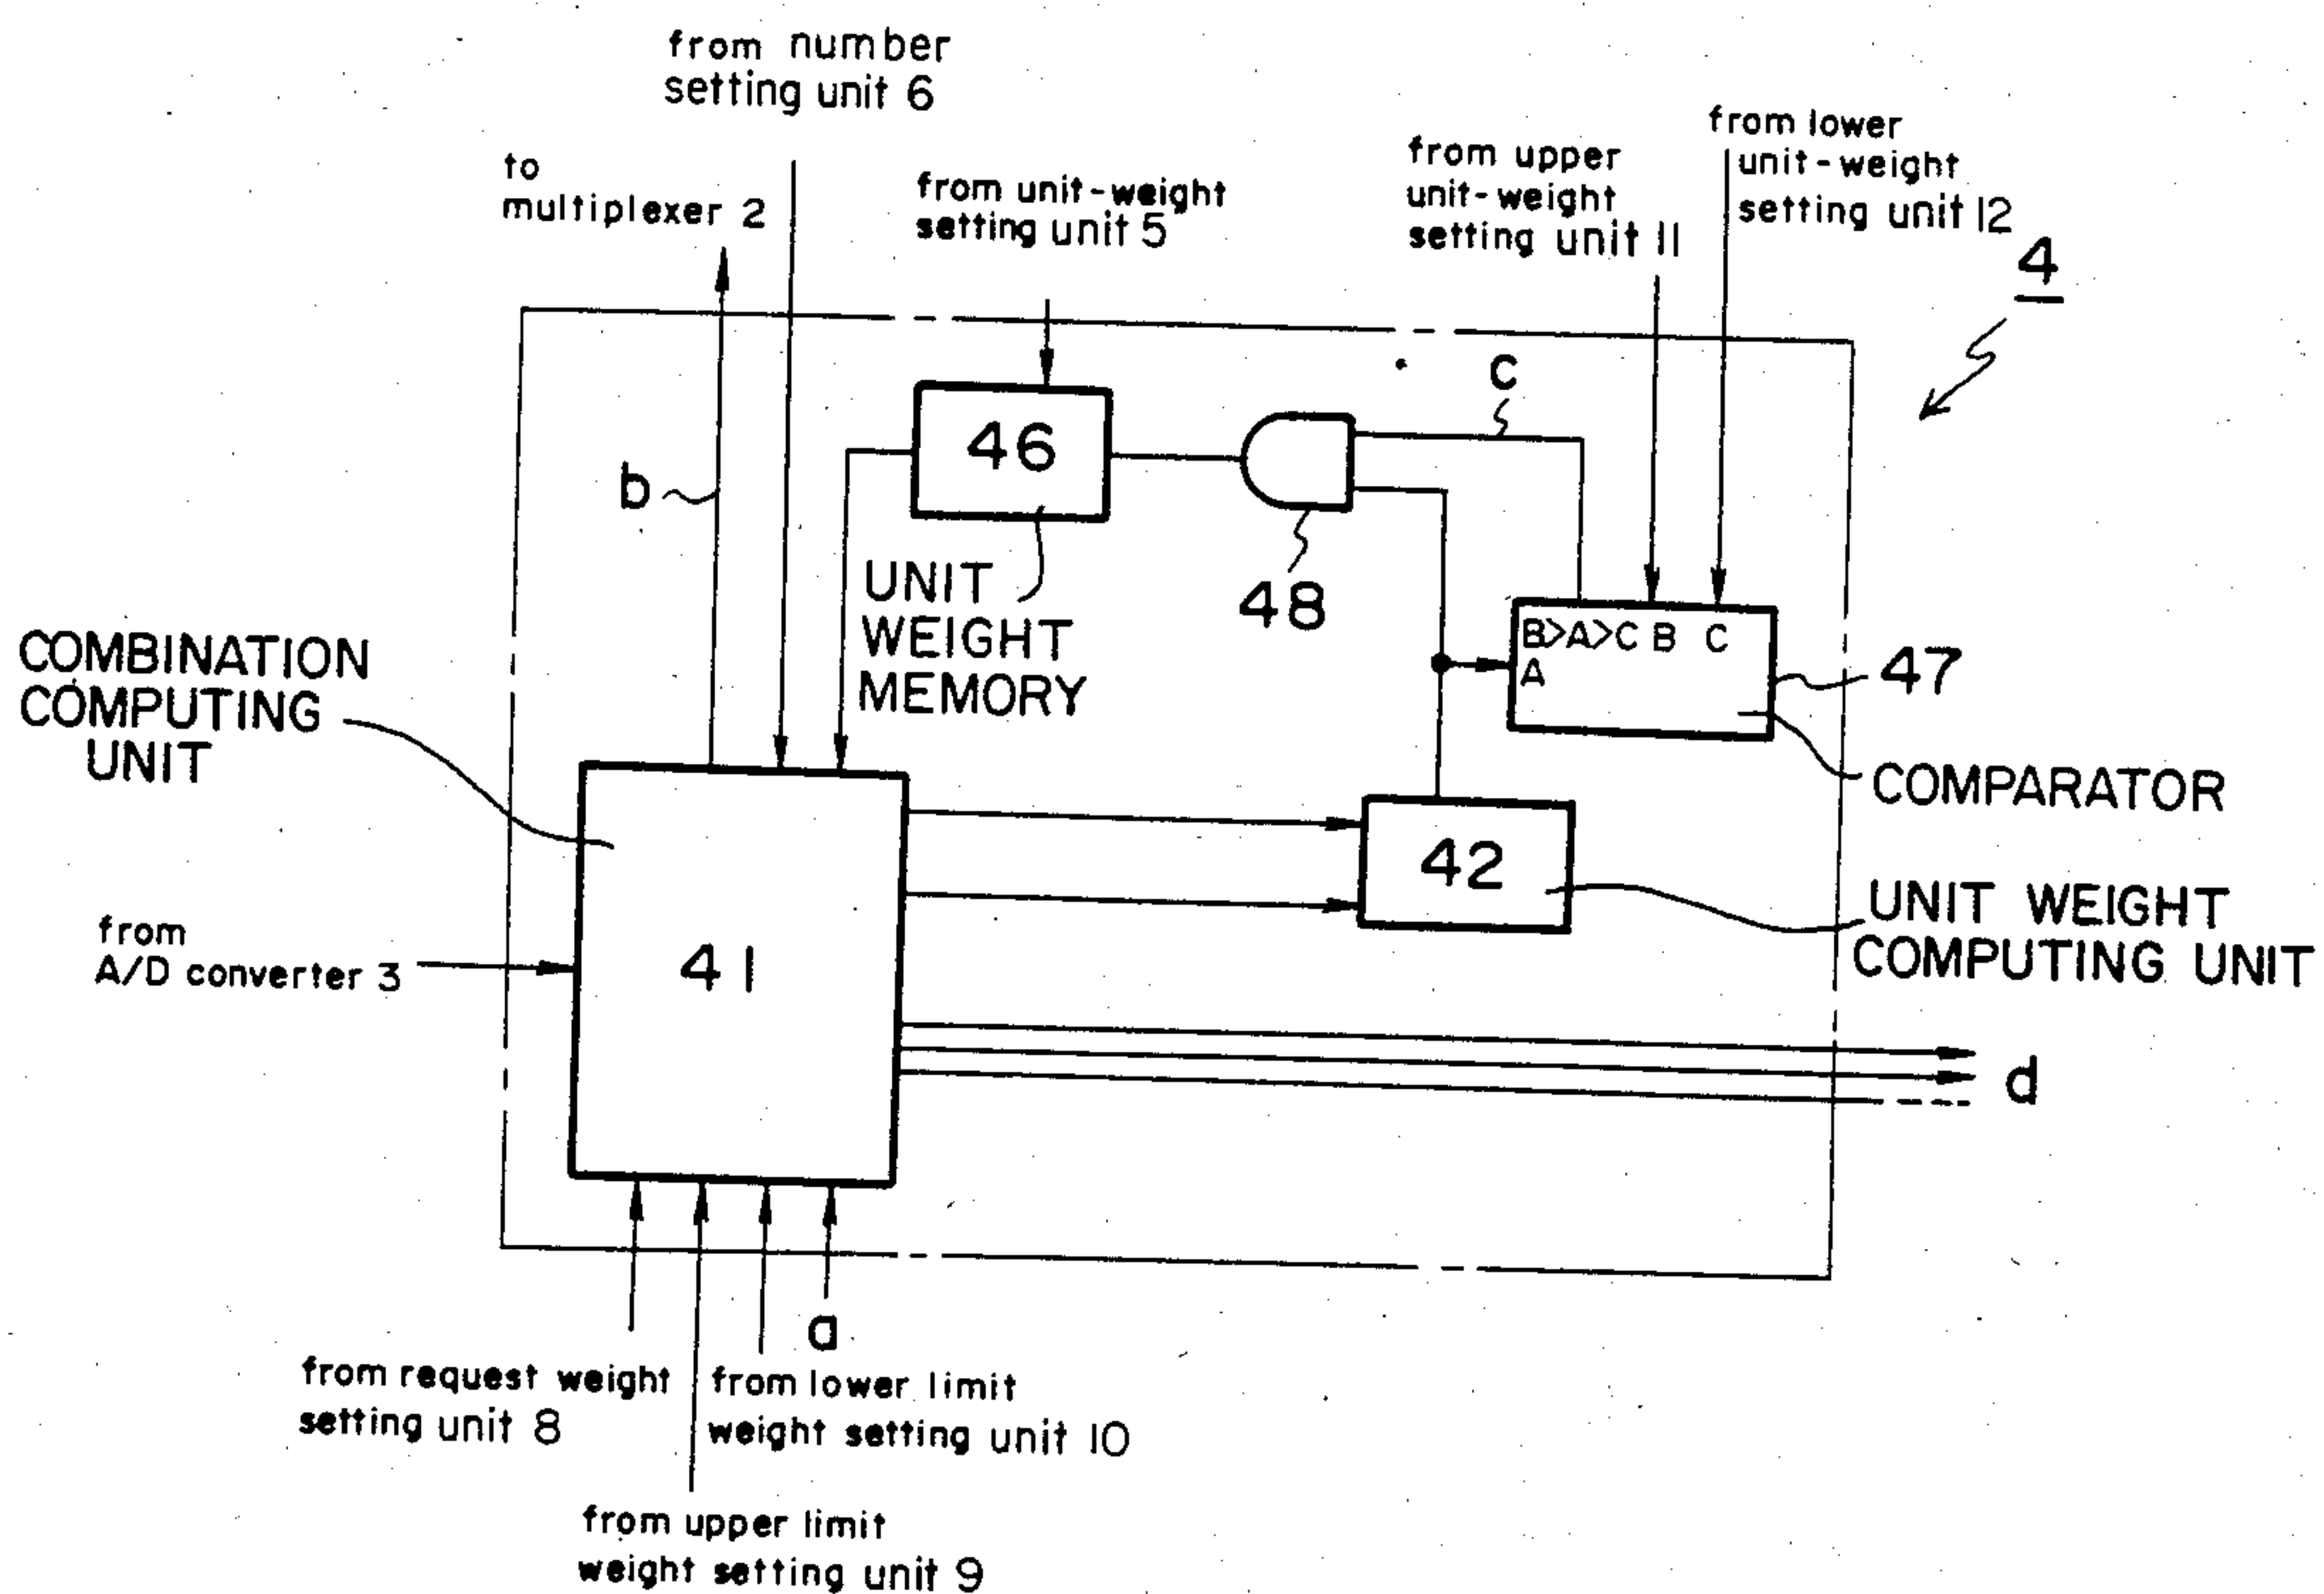 from number
setting unit 6
to
multiplexer 2
from unit-weight
setting unit 5
from upper
unit-weight
setting unit 11
from lower
unit-weight
setting unit 12
4
c
46
b
48
UNIT
WEIGHT
MEMORY
B>A>C B C
A
47
COMBINATION
COMPUTING
UNIT
COMPARATOR
42
UNIT WEIGHT
COMPUTING UNIT
from
A/D converter 3
41
d
a
from request weight
setting unit 8
from lower limit
weight setting unit 10
from upper limit
weight setting unit 9